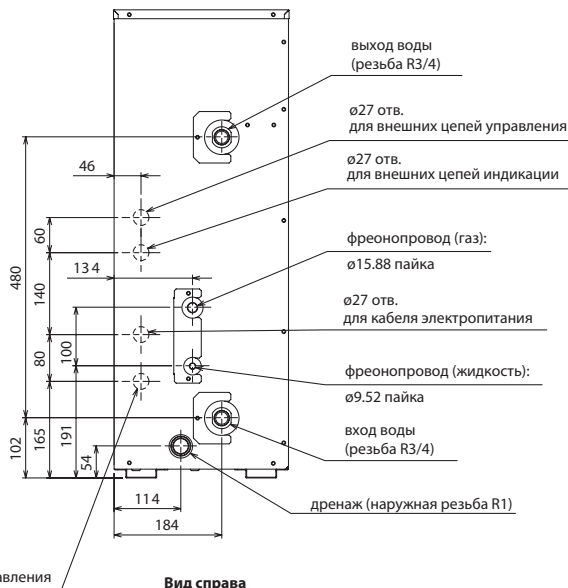 выход воды
(резьба R3/4)
ø27 отв.
для внешних цепей управления
46
ø27 отв.
для внешних цепей индикации
60
134
фреонопровод (газ):
ø15.88 пайка
480
140
ø27 отв.
для кабеля электропитания
100
80
фреонопровод (жидкость):
ø9.52 пайка
102
165
191
54
вход воды
(резьба R3/4)
114
дренаж (наружная резьба R1)
184
Вид справа